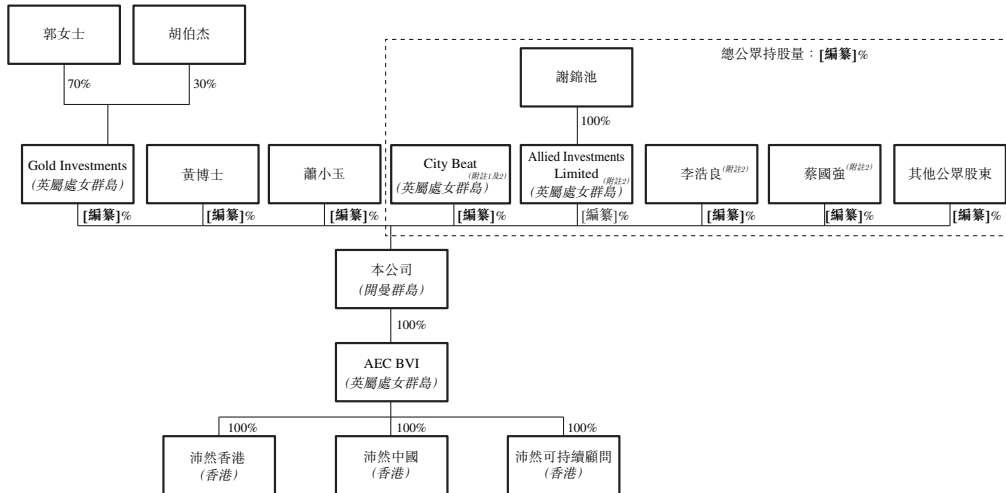 郭女士
胡伯杰
總公眾持股量：[編纂]%
謝錦池
70%
30%
100%
Gold Investments
(英屬處女群島)
黃博士
蕭小玉
City Beat
(附註1及2)
(英屬處女群島)
Allied Investments
Limited
(附註2)
(英屬處女群島)
李浩良(附註2)
蔡國強(附註2)
其他公眾股東
[編纂]%
[編纂]%
[編纂]%
[編纂]%
[編纂]%
[編纂]%
[編纂]%
[編纂]%
本公司
(開曼群島)
100%
AEC BVI
(英屬處女群島)
100%
100%
100%
沛然香港
(香港)
沛然中國
(香港)
沛然可持續顧問
(香港)